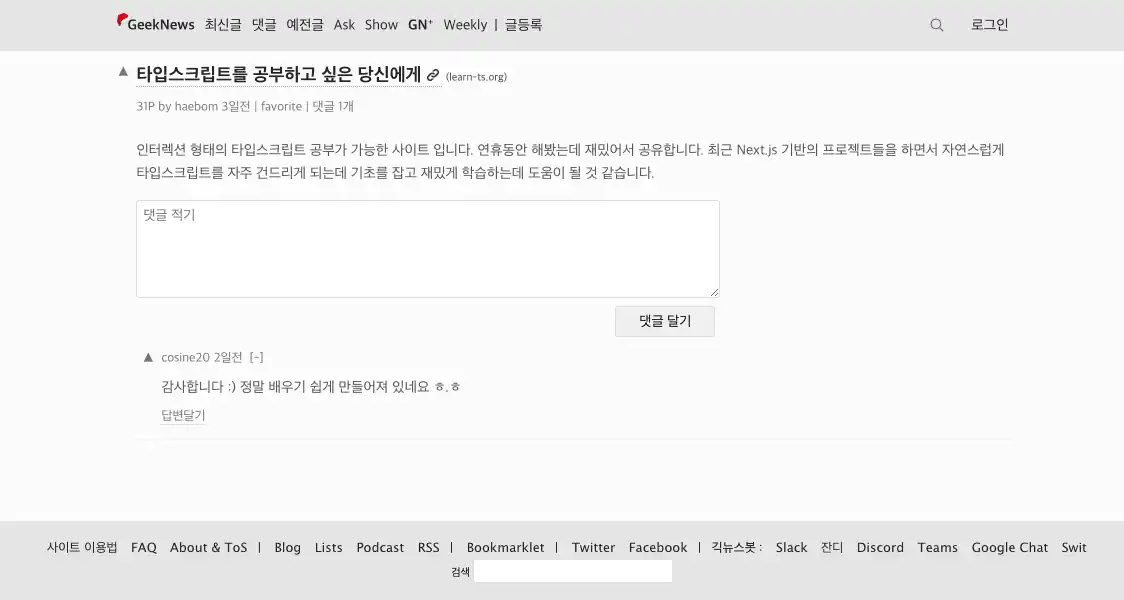 GeekNews 최신글 댓글 예전글 Ask Show GN⁺ Weekly | 글등록 로그인
▲ 타입스크립트를 공부하고 싶은 당신에게 (learn-ts.org)
31P by haebom 3일전 | favorite | 댓글 1개
인터렉션 형태의 타입스크립트 공부가 가능한 사이트 입니다. 연휴동안 해봤는데 재밌어서 공유합니다. 최근 Next.js 기반의 프로젝트들을 하면서 자연스럽게
타입스크립트를 자주 건드리게 되는데 기초를 잡고 재밌게 학습하는데 도움이 될 것 같습니다.
댓글 적기
댓글 달기
▲ cosine20 2일전 [-]
감사합니다 :) 정말 배우기 쉽게 만들어져 있네요 ㅎ.ㅎ
답변달기
사이트 이용법 FAQ About & ToS | Blog Lists Podcast RSS | Bookmarklet | Twitter Facebook | 긱뉴스봇 : Slack 잔디 Discord Teams Google Chat Swit
검색